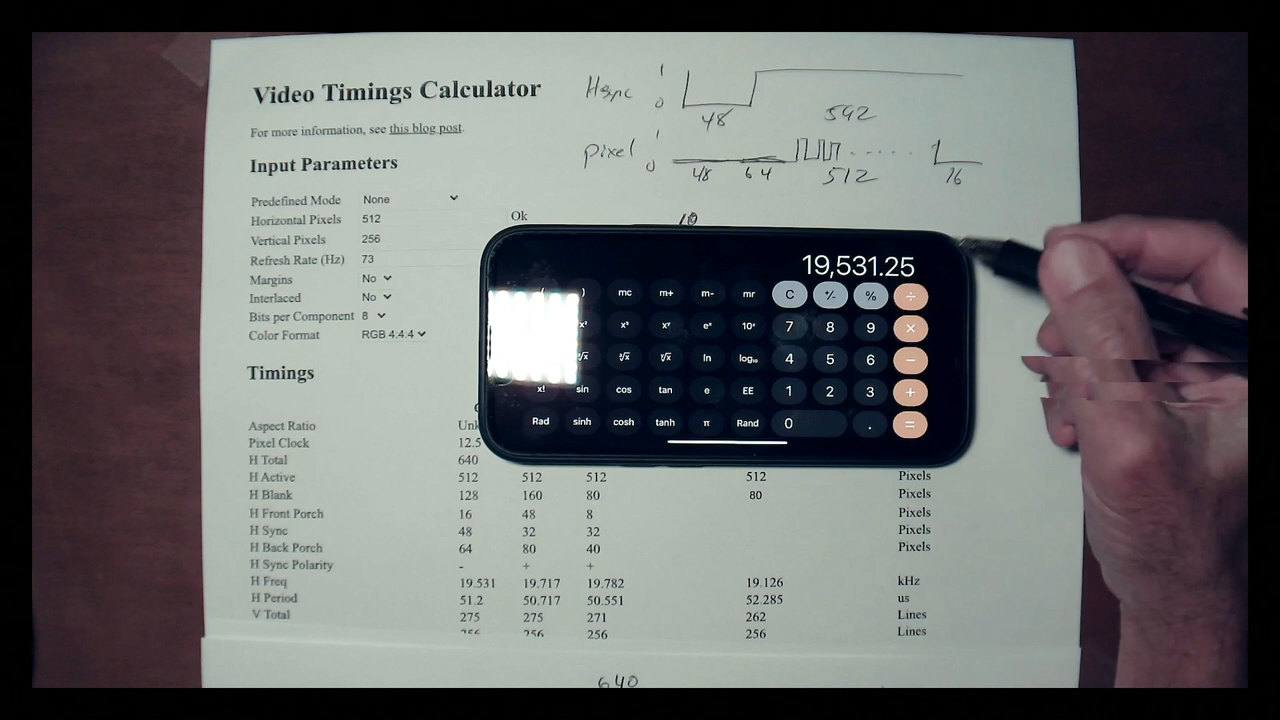 Video Timings Calculator
For more information, see this blog post.
Input Parameters
Predefined Mode None
Horizontal Pixels 512 Ok
Vertical Pixels 256
Refresh Rate (Hz) 73
Margins No
Interlaced No
Bits per Component 8
Color Format RGB 4:4:4
Hsync 1 0 48 592
pixel 1 0 48 64 512 16
10
19,531.25
( ) mc m+ m- mr C +/- % ÷
x³ xʸ eˣ 10ˣ 7 8 9 ×
ln log₁₀ 4 5 6 −
x! sin cos tan e EE 1 2 3 +
Rad sinh cosh tanh π Rand 0 . =
Timings
Aspect Ratio
Pixel Clock 12.5
H Total 640
H Active 512 512 512 512 Pixels
H Blank 128 160 80 80 Pixels
H Front Porch 16 48 8 Pixels
H Sync 48 32 32 Pixels
H Back Porch 64 80 40 Pixels
H Sync Polarity - + +
H Freq 19.531 19.717 19.782 19.126 kHz
H Period 51.2 50.717 50.551 52.285 us
V Total 275 275 271 262 Lines
256 256 256 256 Lines
640